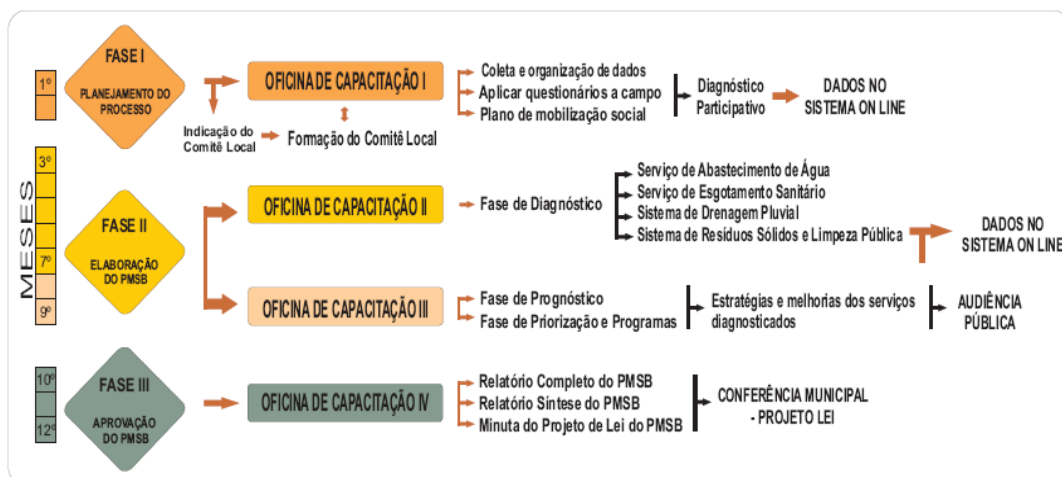 MESES
1º
3º
7º
9º
10º
12º
FASE I
PLANEJAMENTO DO
PROCESSO
OFICINA DE CAPACITAÇÃO I
Indicação do
Comitê Local
Formação do Comitê Local
Coleta e organização de dados
Aplicar questionários a campo
Plano de mobilização social
Diagnóstico
Participativo
DADOS NO
SISTEMA ON LINE
FASE II
ELABORAÇÃO
DO PMSB
OFICINA DE CAPACITAÇÃO II
Fase de Diagnóstico
Serviço de Abastecimento de Água
Serviço de Esgotamento Sanitário
Sistema de Drenagem Pluvial
Sistema de Resíduos Sólidos e Limpeza Pública
DADOS NO
SISTEMA ON LINE
OFICINA DE CAPACITAÇÃO III
Fase de Prognóstico
Fase de Priorização e Programas
Estratégias e melhorias dos serviços
diagnosticados
AUDIÊNCIA
PÚBLICA
FASE III
APROVAÇÃO
DO PMSB
OFICINA DE CAPACITAÇÃO IV
Relatório Completo do PMSB
Relatório Síntese do PMSB
Minuta do Projeto de Lei do PMSB
CONFERÊNCIA MUNICIPAL
- PROJETO LEI